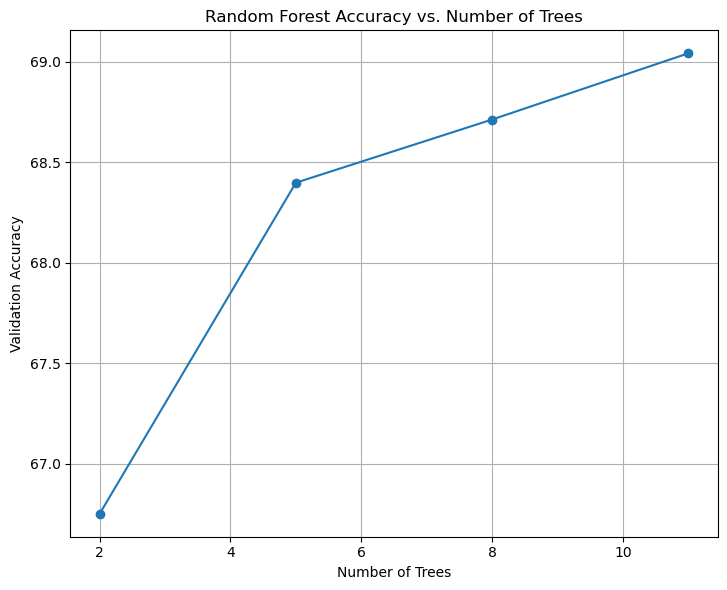 Random Forest Accuracy vs. Number of Trees
69.0
68.5
68.0
67.5
67.0
Validation Accuracy
2 4 6 8 10
Number of Trees